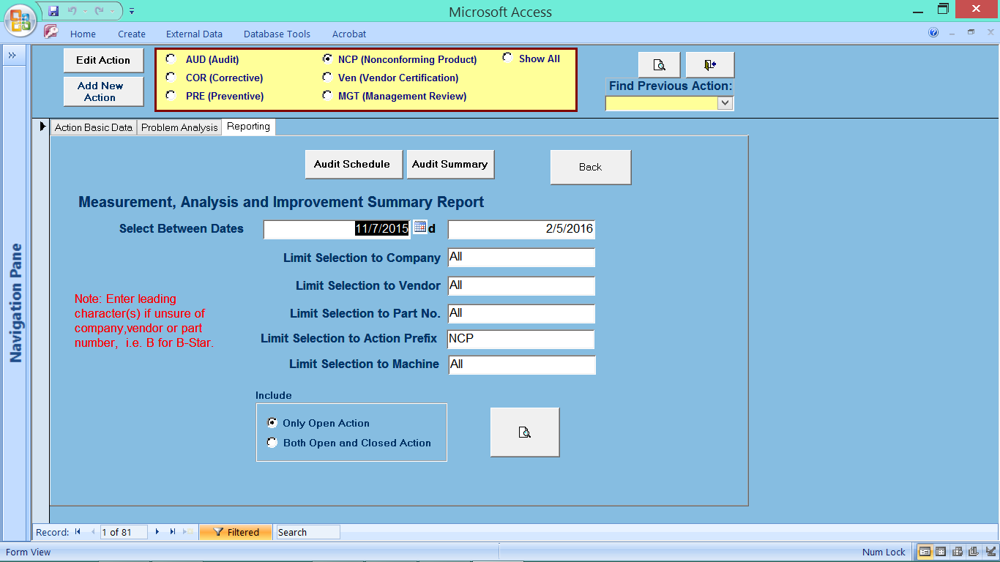 Microsoft Access
Home Create External Data Database Tools Acrobat
Edit Action
Add New
Action
AUD (Audit)
COR (Corrective)
PRE (Preventive)
NCP (Nonconforming Product)
Ven (Vendor Certification)
MGT (Management Review)
Show All
Find Previous Action:
Action Basic Data Problem Analysis Reporting
Audit Schedule Audit Summary Back
Measurement, Analysis and Improvement Summary Report
Select Between Dates 11/7/2015 d 2/5/2016
Limit Selection to Company All
Limit Selection to Vendor All
Limit Selection to Part No. All
Limit Selection to Action Prefix NCP
Limit Selection to Machine All
Note: Enter leading
character(s) if unsure of
company,vendor or part
number, i.e. B for B-Star.
Include
Only Open Action
Both Open and Closed Action
Navigation Pane
Record: 1 of 81 Filtered Search
Form View Num Lock